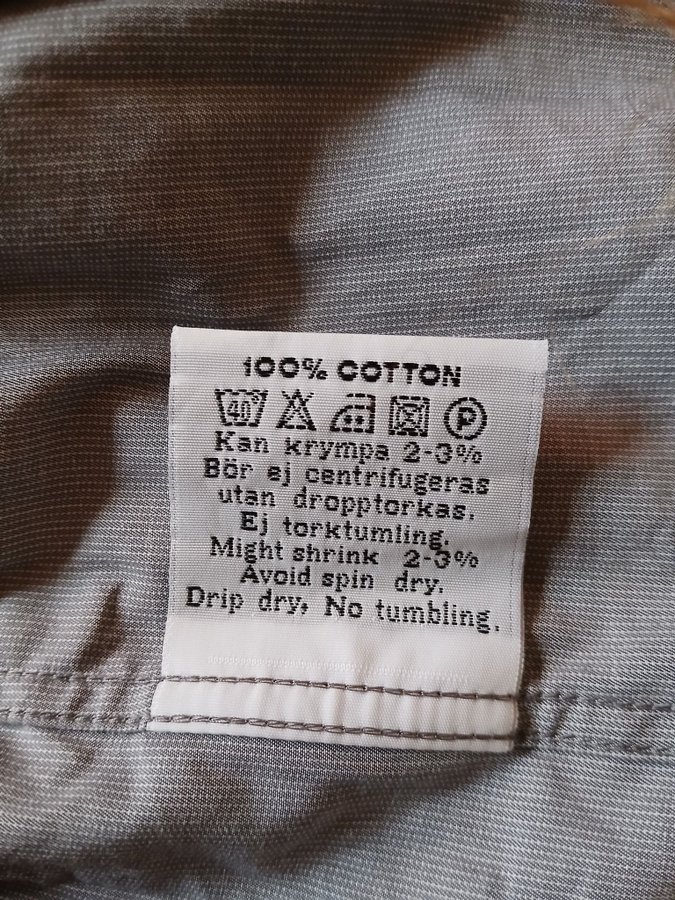 100% COTTON
40 P
Kan krympa 2-3%
Bör ej centrifugeras
utan dropptorkas.
Ej torktumling.
Might shrink 2-3%
Avoid spin dry.
Drip dry, No tumbling.